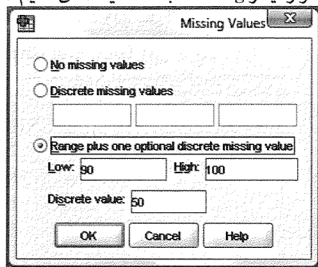 Missing Values
No missing values
Discrete missing values
Range plus one optional discrete missing value
Low: 90 High: 100
Discrete value: 50
OK Cancel Help